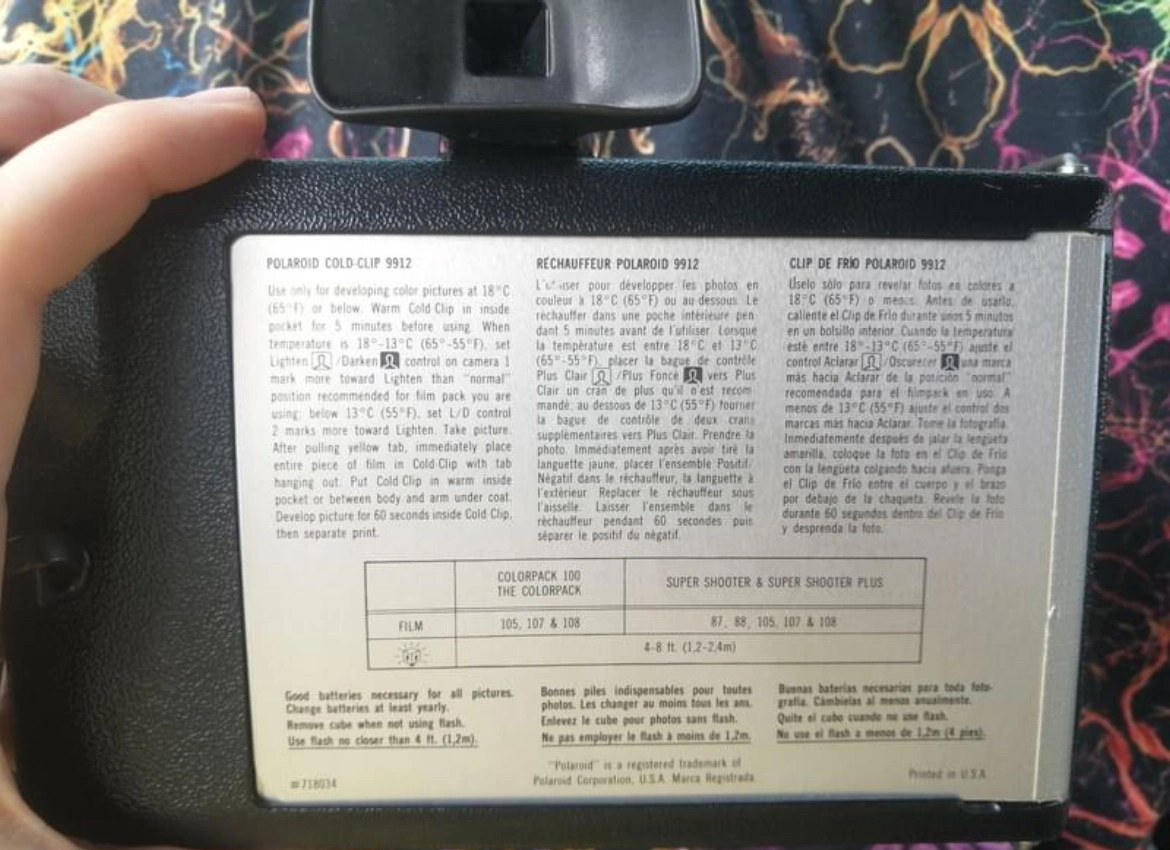 POLAROID COLD-CLIP 9912
Use only for developing color pictures at 18°C
(65°F) or below. Warm Cold-Clip in inside
pocket for 5 minutes before using. When
temperature is 18°-13°C (65°-55°F), set
Lighten /Darken control on camera 1
mark more toward Lighten than "normal"
position recommended for film pack you are
using; below 13°C (55°F), set L/D control
2 marks more toward Lighten. Take picture.
After pulling yellow tab, immediately place
entire piece of film in Cold-Clip with tab
hanging out. Put Cold-Clip in warm inside
pocket or between body and arm under coat.
Develop picture for 60 seconds inside Cold Clip,
then separate print.
RÉCHAUFFEUR POLAROID 9912
L'utiliser pour développer les photos en
couleur à 18°C (65°F) ou au-dessous. Le
réchauffer dans une poche intérieure pen-
dant 5 minutes avant de l'utiliser. Lorsque
la température est entre 18°C et 13°C
(65°-55°F), placer la bague de contrôle
Plus Clair /Plus Foncé vers Plus
Clair un cran de plus qu'il n'est recom-
mandé; au dessous de 13°C (55°F) tourner
la bague de contrôle de deux crans
supplémentaires vers Plus Clair. Prendre la
photo. Immédiatement après avoir tiré la
languette jaune, placer l'ensemble Positif/
Négatif dans le réchauffeur, la languette à
l'extérieur. Replacer le réchauffeur sous
l'aisselle. Laisser l'ensemble dans le
réchauffeur pendant 60 secondes puis
séparer le positif du négatif.
CLIP DE FRÍO POLAROID 9912
Úselo sólo para revelar fotos en colores a
18°C (65°F) o menos. Antes de usarlo,
caliente el Clip de Frío durante unos 5 minutos
en un bolsillo interior. Cuando la temperatura
esté entre 18°-13°C (65°-55°F) ajuste el
control Aclarar /Oscurecer una marca
más hacia Aclarar de la posición "normal"
recomendada para el filmpack en uso. A
menos de 13°C (55°F) ajuste el control dos
marcas más hacia Aclarar. Tome la fotografía.
Inmediatamente después de jalar la lengüeta
amarilla, coloque la foto en el Clip de Frío
con la lengüeta colgando hacia afuera. Ponga
el Clip de Frío entre el cuerpo y el brazo
por debajo de la chaqueta. Revele la foto
durante 60 segundos dentro del Clip de Frío
y desprenda la foto.
COLORPACK 100
THE COLORPACK
SUPER SHOOTER & SUPER SHOOTER PLUS
FILM
105, 107 & 108
87, 88, 105, 107 & 108
4-8 ft. (1,2-2,4m)
Good batteries necessary for all pictures.
Change batteries at least yearly.
Remove cube when not using flash.
Use flash no closer than 4 ft. (1,2m).
Bonnes piles indispensables pour toutes
photos. Les changer au moins tous les ans.
Enlevez le cube pour photos sans flash.
Ne pas employer le flash à moins de 1,2m.
Buenas baterías necesarias para toda foto-
grafía. Cámbielas al menos anualmente.
Quite el cubo cuando no use flash.
No use el flash a menos de 1,2m (4 pies).
"Polaroid" is a registered trademark of
Polaroid Corporation, U.S.A. Marca Registrada.
#718034
Printed in U.S.A.